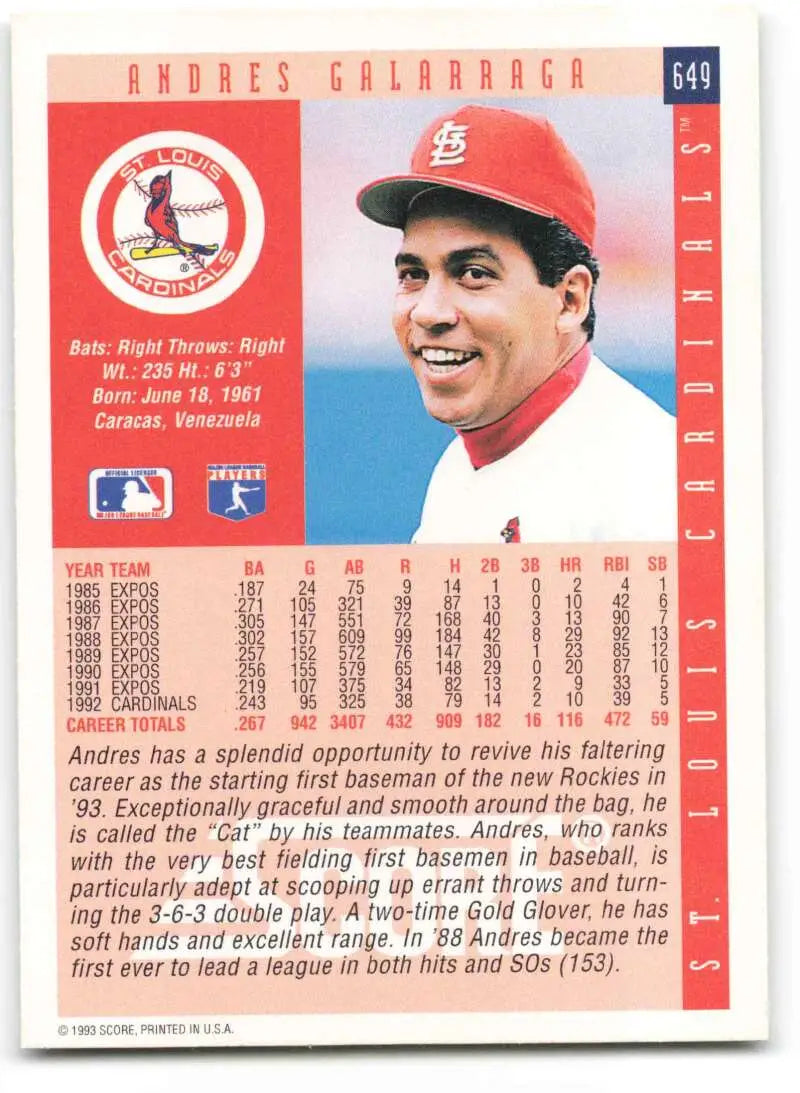 ANDRES GALARRAGA
649
ST. LOUIS
CARDINALS
®
Bats: Right Throws: Right
Wt.: 235 Ht.: 6'3"
Born: June 18, 1961
Caracas, Venezuela
OFFICIAL LICENSEE
MAJOR LEAGUE BASEBALL®
MAJOR LEAGUE BASEBALL
PLAYERS
StL
ST. LOUIS CARDINALS™
YEAR TEAM BA G AB R H 2B 3B HR RBI SB
1985 EXPOS .187 24 75 9 14 1 0 2 4 1
1986 EXPOS .271 105 321 39 87 13 0 10 42 6
1987 EXPOS .305 147 551 72 168 40 3 13 90 7
1988 EXPOS .302 157 609 99 184 42 8 29 92 13
1989 EXPOS .257 152 572 76 147 30 1 23 85 12
1990 EXPOS .256 155 579 65 148 29 0 20 87 10
1991 EXPOS .219 107 375 34 82 13 2 9 33 5
1992 CARDINALS .243 95 325 38 79 14 2 10 39 5
CAREER TOTALS .267 942 3407 432 909 182 16 116 472 59
Andres has a splendid opportunity to revive his faltering
career as the starting first baseman of the new Rockies in
'93. Exceptionally graceful and smooth around the bag, he
is called the "Cat" by his teammates. Andres, who ranks
with the very best fielding first basemen in baseball, is
particularly adept at scooping up errant throws and turn-
ing the 3-6-3 double play. A two-time Gold Glover, he has
soft hands and excellent range. In '88 Andres became the
first ever to lead a league in both hits and SOs (153).
SCORE®
© 1993 SCORE, PRINTED IN U.S.A.